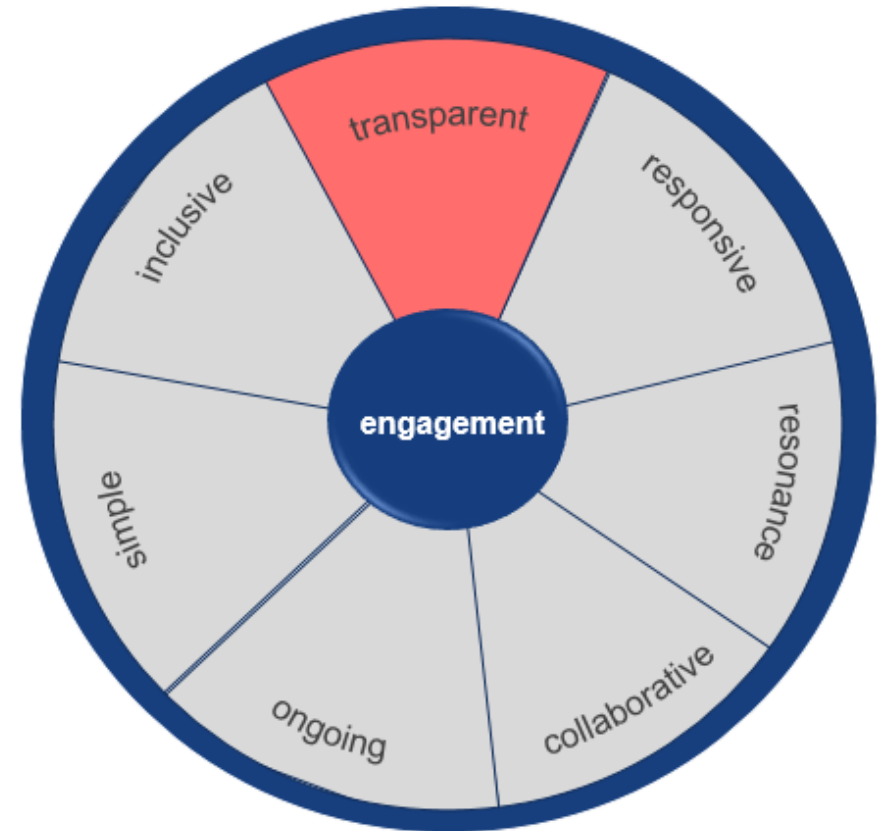 transparent
responsive
resonance
collaborative
ongoing
simple
inclusive
engagement